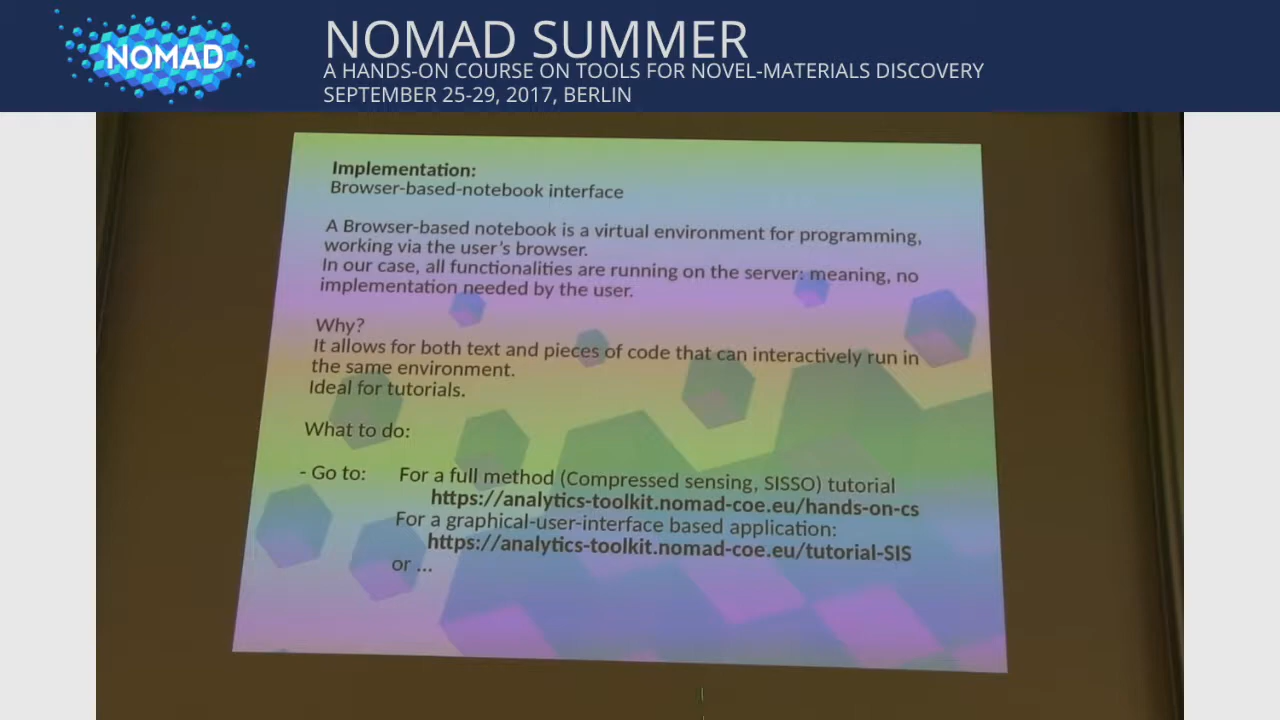 NOMAD
NOMAD SUMMER
A HANDS-ON COURSE ON TOOLS FOR NOVEL-MATERIALS DISCOVERY
SEPTEMBER 25-29, 2017, BERLIN
Implementation:
Browser-based-notebook interface
A Browser-based notebook is a virtual environment for programming,
working via the user's browser.
In our case, all functionalities are running on the server: meaning, no
implementation needed by the user.
Why?
It allows for both text and pieces of code that can interactively run in
the same environment.
Ideal for tutorials.
What to do:
- Go to: For a full method (Compressed sensing, SISSO) tutorial
https://analytics-toolkit.nomad-coe.eu/hands-on-cs
For a graphical-user-interface based application:
https://analytics-toolkit.nomad-coe.eu/tutorial-SIS
or ...